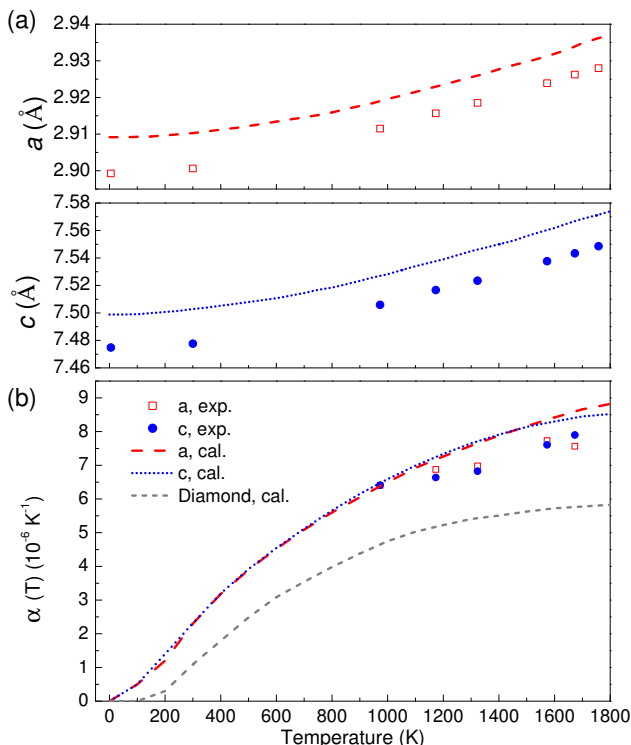 (a)
2.94
2.93
2.92
2.91
2.90
a (Å)
7.58
7.56
7.54
7.52
7.50
7.48
7.46
c (Å)
(b)
9
8
7
6
5
4
3
2
1
0
α (T) (10⁻⁶ K⁻¹)
a, exp.
c, exp.
a, cal.
c, cal.
Diamond, cal.
0 200 400 600 800 1000 1200 1400 1600 1800
Temperature (K)